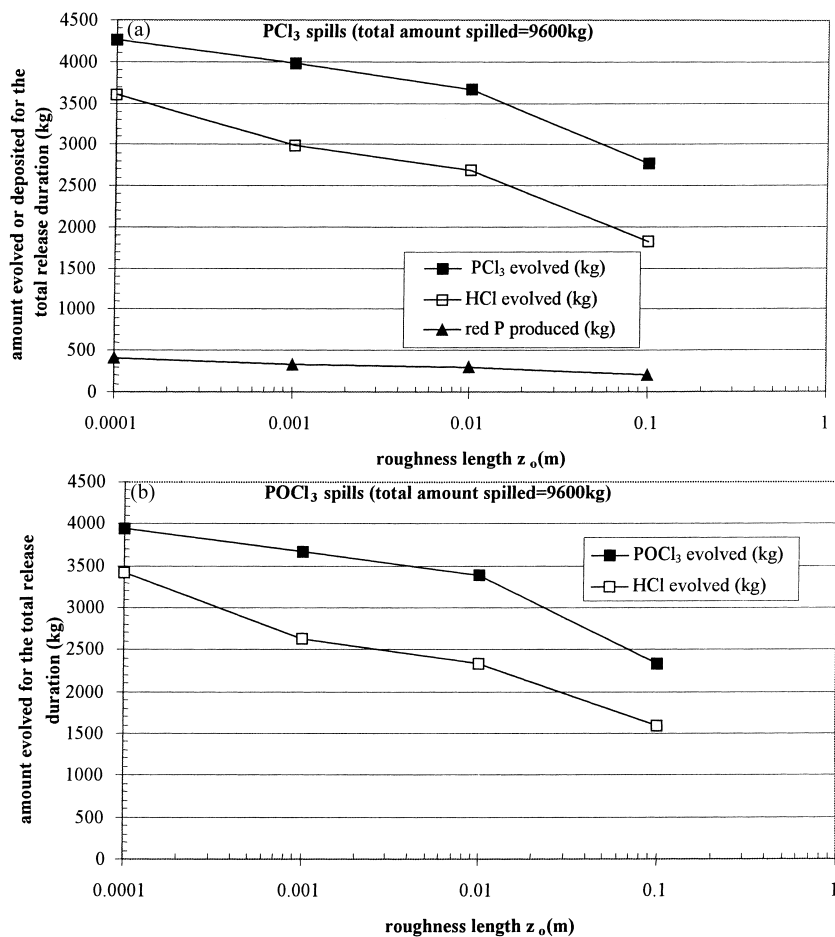 (a)
PCl₃ spills (total amount spilled=9600kg)
amount evolved or deposited for the
total release duration (kg)
4500
4000
3500
3000
2500
2000
1500
1000
500
0
PCl₃ evolved (kg)
HCl evolved (kg)
red P produced (kg)
0.0001
0.001
0.01
0.1
1
roughness length z ₒ(m)
(b)
POCl₃ spills (total amount spilled=9600kg)
amount evolved for the total release
duration (kg)
4500
4000
3500
3000
2500
2000
1500
1000
500
0
POCl₃ evolved (kg)
HCl evolved (kg)
0.0001
0.001
0.01
0.1
1
roughness length z ₒ(m)